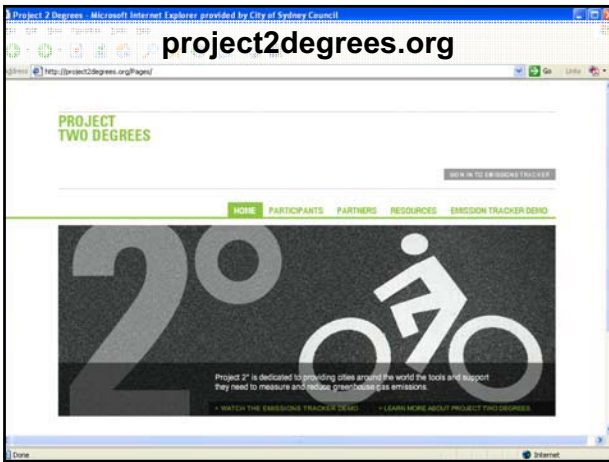 Project 2 Degrees - Microsoft Internet Explorer provided by City of Sydney Council
project2degrees.org
Address http://project2degrees.org/Pages/
Go Links
PROJECT
TWO DEGREES
SIGN IN TO EMISSIONS TRACKER
HOME PARTICIPANTS PARTNERS RESOURCES EMISSION TRACKER DEMO
2°
Project 2° is dedicated to providing cities around the world the tools and support
they need to measure and reduce greenhouse gas emissions.
WATCH THE EMISSIONS TRACKER DEMO LEARN MORE ABOUT PROJECT TWO DEGREES
Done Internet